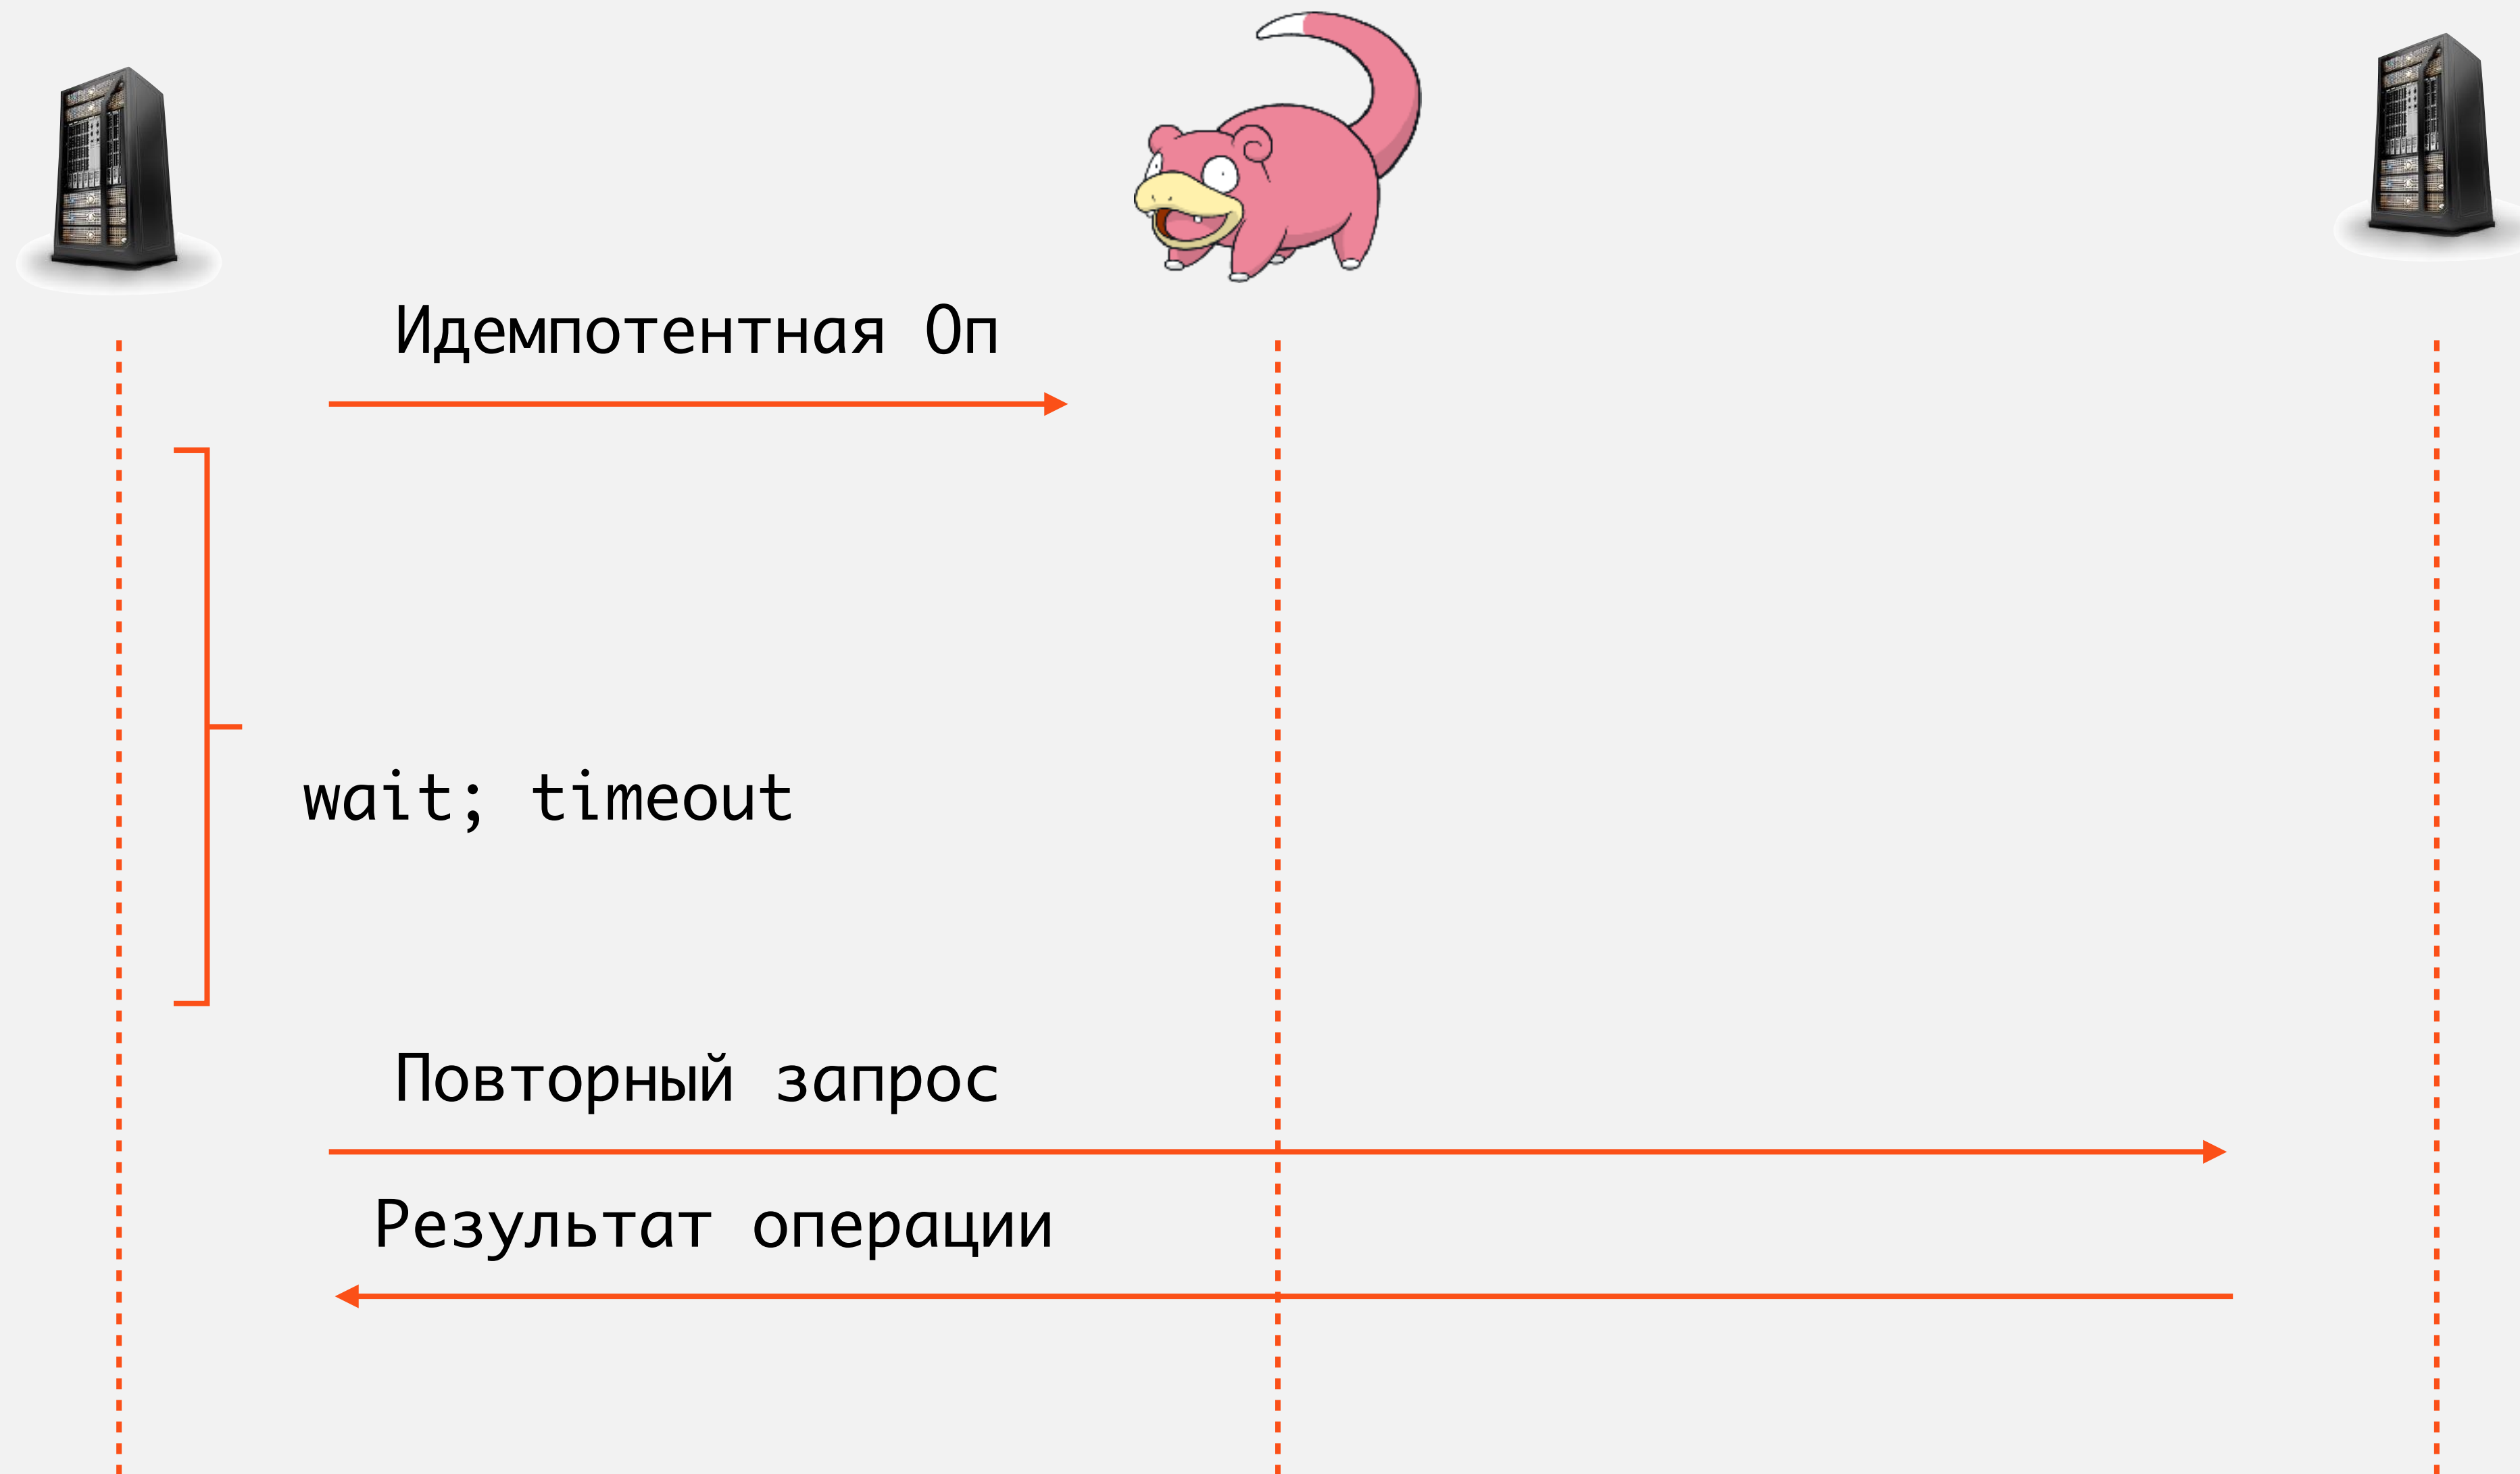 Идемпотентная Оп
wait; timeout
Повторный запрос
Результат операции